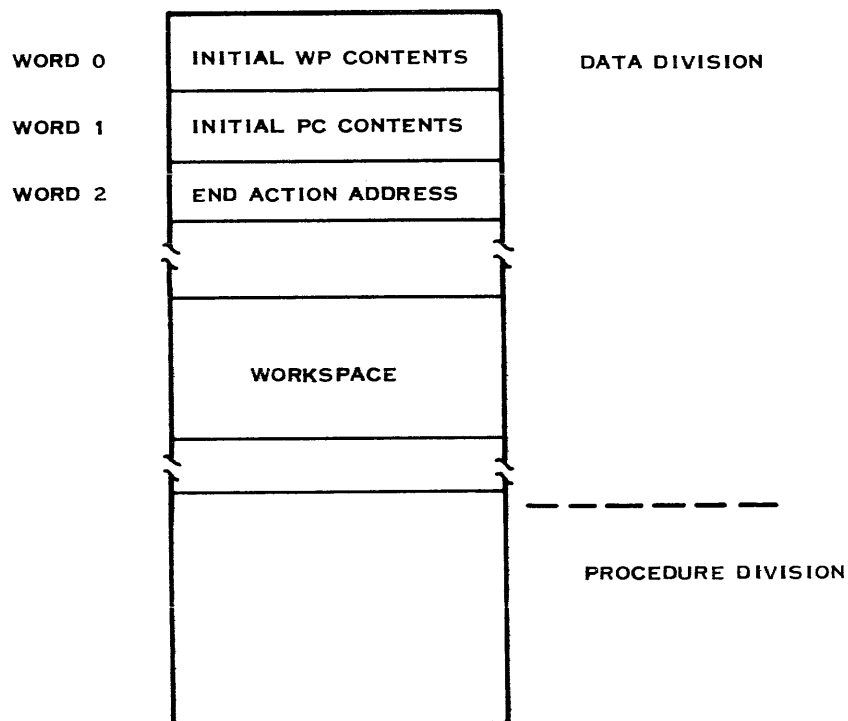 WORD 0 INITIAL WP CONTENTS DATA DIVISION
WORD 1 INITIAL PC CONTENTS
WORD 2 END ACTION ADDRESS
WORKSPACE
PROCEDURE DIVISION